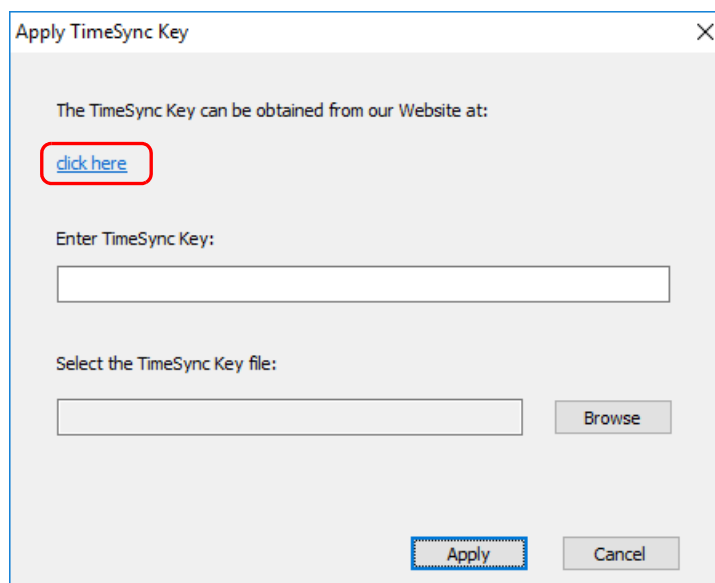 Apply TimeSync Key
The TimeSync Key can be obtained from our Website at:
click here
Enter TimeSync Key:
Select the TimeSync Key file:
Browse
Apply
Cancel